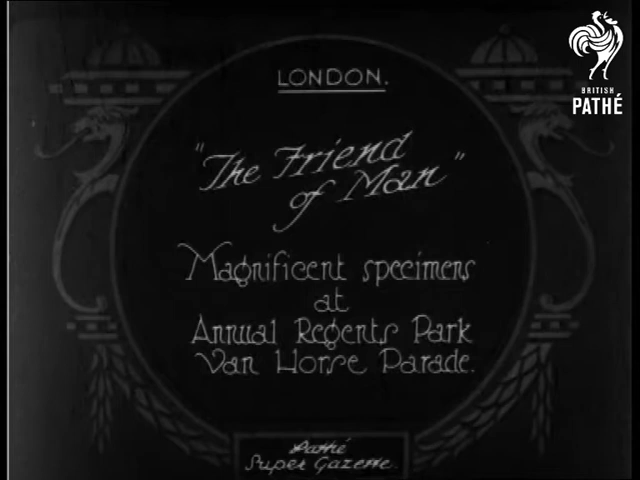 LONDON.
"The Friend
of Man"
Magnificent specimens
at
Annual Regents Park
Van Horse Parade.
Pathé
Super Gazette.
BRITISH
PATHÉ